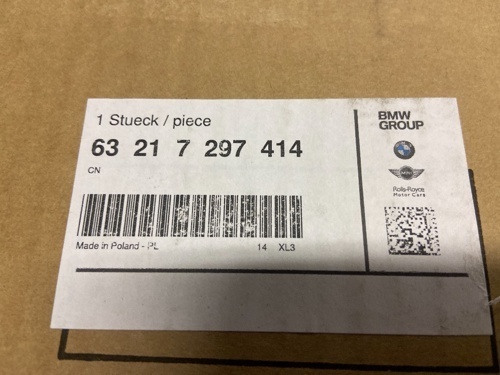 1 Stueck / piece
63 21 7 297 414
CN
Made in Poland - PL
14 XL3
BMW
GROUP
MINI
Rolls-Royce
Motor Cars